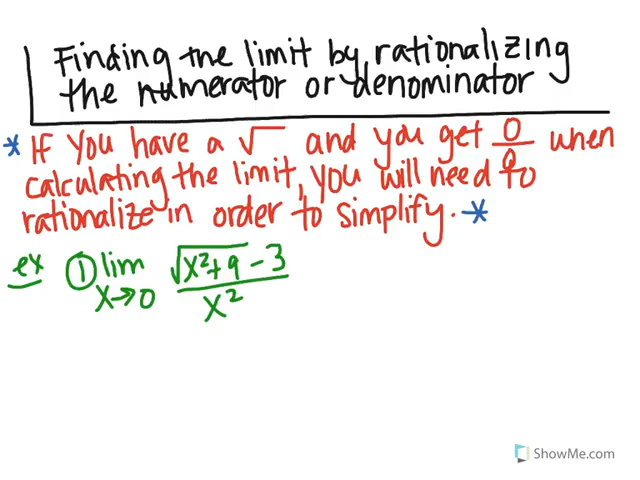 Finding the limit by rationalizing
the numerator or denominator
* If you have a √ and you get 0/0 when
calculating the limit, you will need to
rationalize in order to simplify. *
ex ① lim x→0 (√(x²+9) - 3)/x²
ShowMe.com